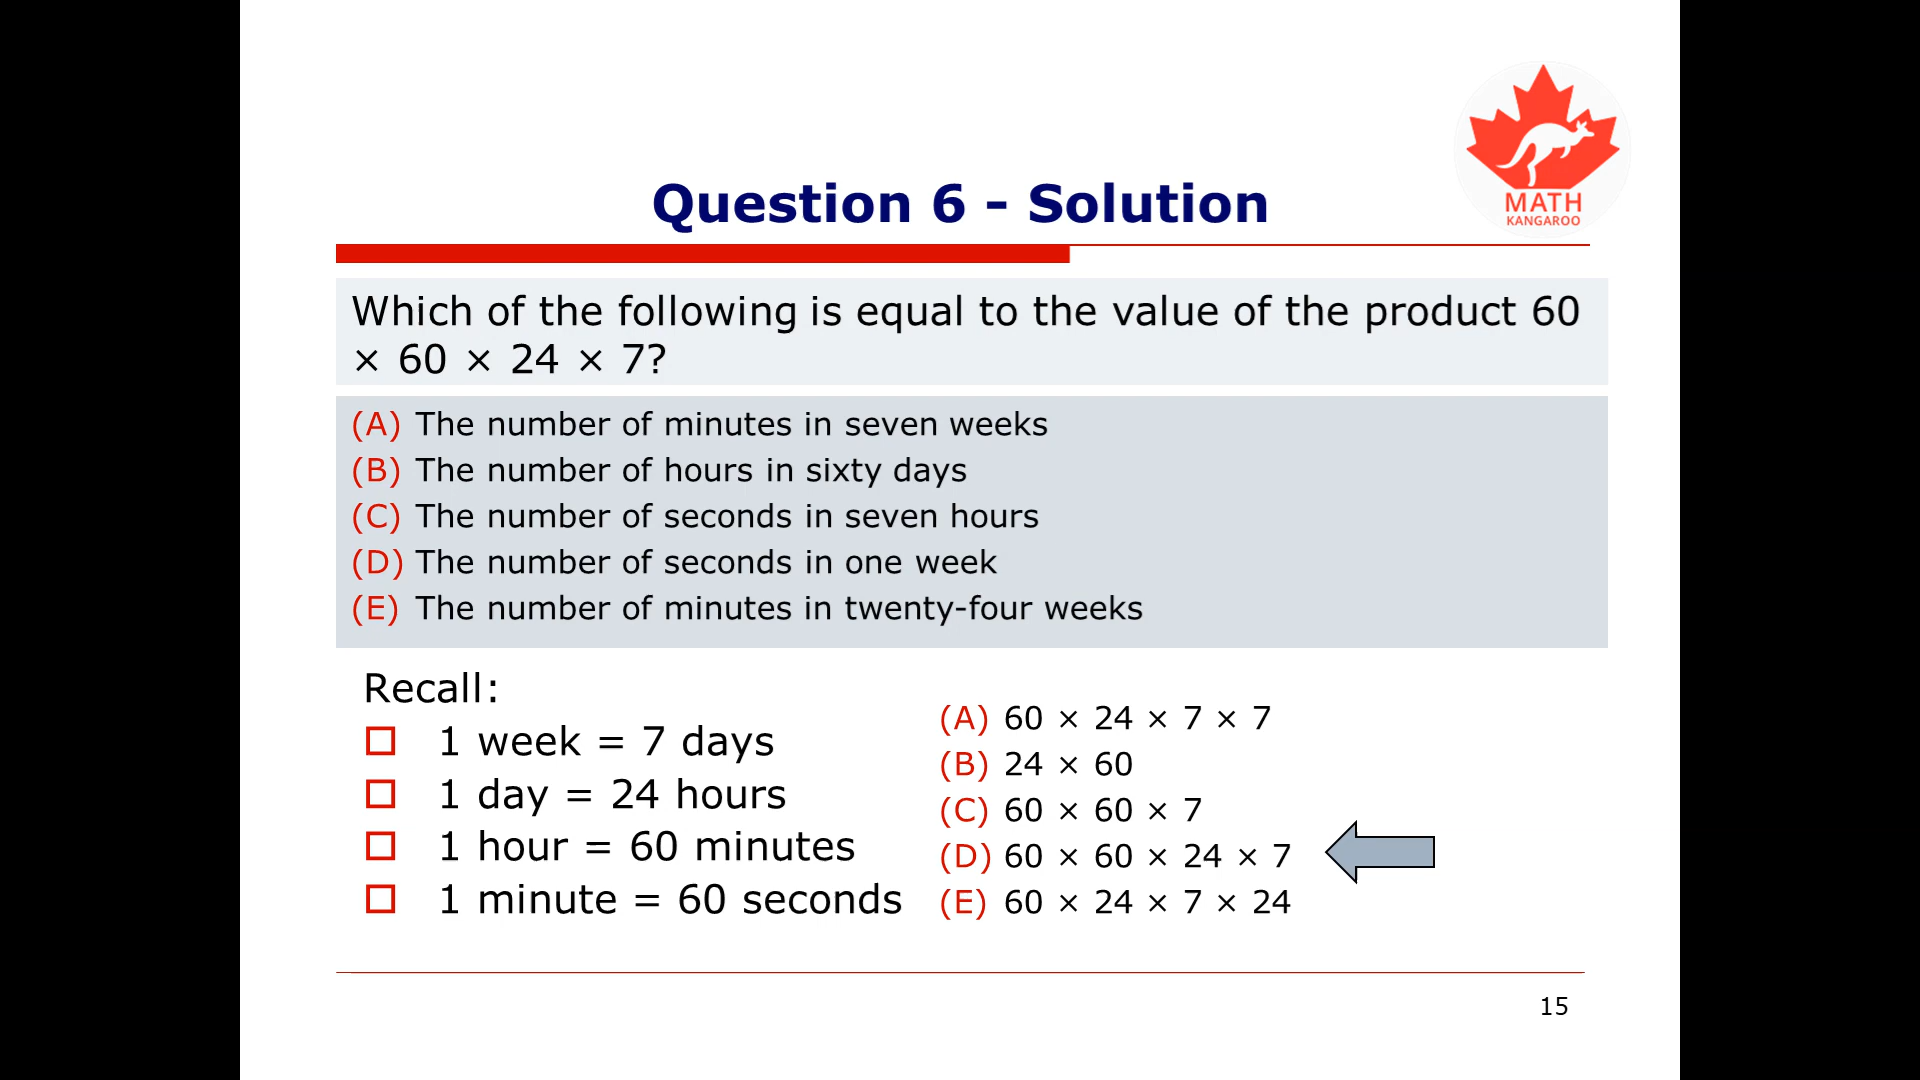 MATH
KANGAROO
Question 6 – Solution
Which of the following is equal to the value of the product 60
× 60 × 24 × 7?
(A) The number of minutes in seven weeks
(B) The number of hours in sixty days
(C) The number of seconds in seven hours
(D) The number of seconds in one week
(E) The number of minutes in twenty-four weeks
Recall:
1 week = 7 days
1 day = 24 hours
1 hour = 60 minutes
1 minute = 60 seconds
(A) 60 × 24 × 7 × 7
(B) 24 × 60
(C) 60 × 60 × 7
(D) 60 × 60 × 24 × 7
(E) 60 × 24 × 7 × 24
15